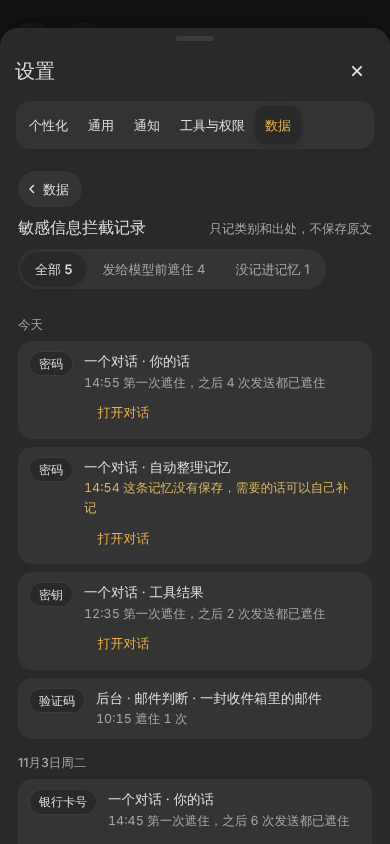 设置
个性化 通用 通知 工具与权限 数据
数据
敏感信息拦截记录 只记类别和出处，不保存原文
全部 5 发给模型前遮住 4 没记进记忆 1
今天
密码 一个对话 · 你的话
14:55 第一次遮住，之后 4 次发送都已遮住
打开对话
密码 一个对话 · 自动整理记忆
14:54 这条记忆没有保存，需要的话可以自己补
记
打开对话
密钥 一个对话 · 工具结果
12:35 第一次遮住，之后 2 次发送都已遮住
打开对话
验证码 后台 · 邮件判断 · 一封收件箱里的邮件
10:15 遮住 1 次
11月3日周二
银行卡号 一个对话 · 你的话
14:45 第一次遮住，之后 6 次发送都已遮住